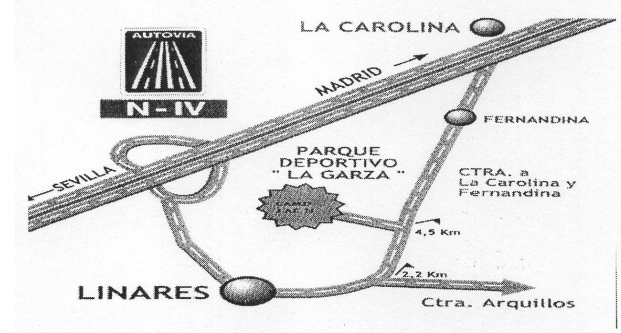 LA CAROLINA
AUTOVIA
N-IV
MADRID
FERNANDINA
PARQUE
DEPORTIVO
" LA GARZA "
SEVILLA
CTRA. a
La Carolina y
Fernandina
4,5 Km
2,2 Km
LINARES
Ctra. Arquillos